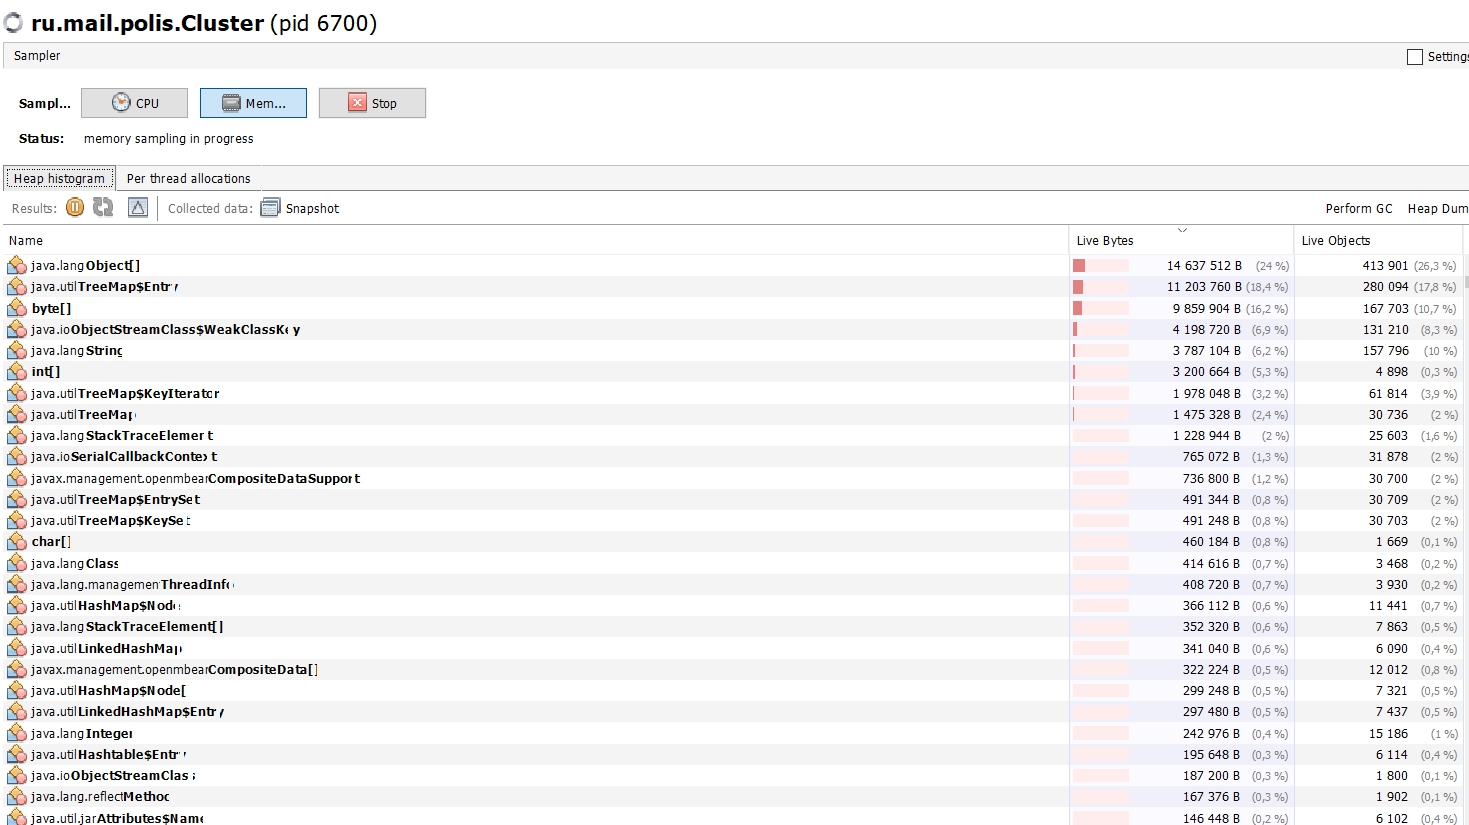 ru.mail.polis.Cluster (pid 6700)
Sampler Settings
Sampl... CPU Mem... Stop
Status: memory sampling in progress
Heap histogram Per thread allocations
Results: Collected data: Snapshot Perform GC Heap Dum
Name Live Bytes Live Objects
java.lang.Object[] 14 637 512 B (24 %) 413 901 (26,3 %)
java.util.TreeMap$Entry 11 203 760 B (18,4 %) 280 094 (17,8 %)
byte[] 9 859 904 B (16,2 %) 167 703 (10,7 %)
java.io.ObjectStreamClass$WeakClassKey 4 198 720 B (6,9 %) 131 210 (8,3 %)
java.lang.String 3 787 104 B (6,2 %) 157 796 (10 %)
int[] 3 200 664 B (5,3 %) 4 898 (0,3 %)
java.util.TreeMap$KeyIterator 1 978 048 B (3,2 %) 61 814 (3,9 %)
java.util.TreeMap 1 475 328 B (2,4 %) 30 736 (2 %)
java.lang.StackTraceElement 1 228 944 B (2 %) 25 603 (1,6 %)
java.io.SerialCallbackContext 765 072 B (1,3 %) 31 878 (2 %)
javax.management.openmbean.CompositeDataSupport 736 800 B (1,2 %) 30 700 (2 %)
java.util.TreeMap$EntrySet 491 344 B (0,8 %) 30 709 (2 %)
java.util.TreeMap$KeySet 491 248 B (0,8 %) 30 703 (2 %)
char[] 460 184 B (0,8 %) 1 669 (0,1 %)
java.lang.Class 414 616 B (0,7 %) 3 468 (0,2 %)
java.lang.management.ThreadInfo 408 720 B (0,7 %) 3 930 (0,2 %)
java.util.HashMap$Node 366 112 B (0,6 %) 11 441 (0,7 %)
java.lang.StackTraceElement[] 352 320 B (0,6 %) 7 863 (0,5 %)
java.util.LinkedHashMap 341 040 B (0,6 %) 6 090 (0,4 %)
javax.management.openmbean.CompositeData[] 322 224 B (0,5 %) 12 012 (0,8 %)
java.util.HashMap$Node[ 299 248 B (0,5 %) 7 321 (0,5 %)
java.util.LinkedHashMap$Entry 297 480 B (0,5 %) 7 437 (0,5 %)
java.lang.Integer 242 976 B (0,4 %) 15 186 (1 %)
java.util.Hashtable$Entry 195 648 B (0,3 %) 6 114 (0,4 %)
java.io.ObjectStreamClass 187 200 B (0,3 %) 1 800 (0,1 %)
java.lang.reflect.Method 167 376 B (0,3 %) 1 902 (0,1 %)
java.util.jar.Attributes$Name 146 448 B (0,2 %) 6 102 (0,4 %)